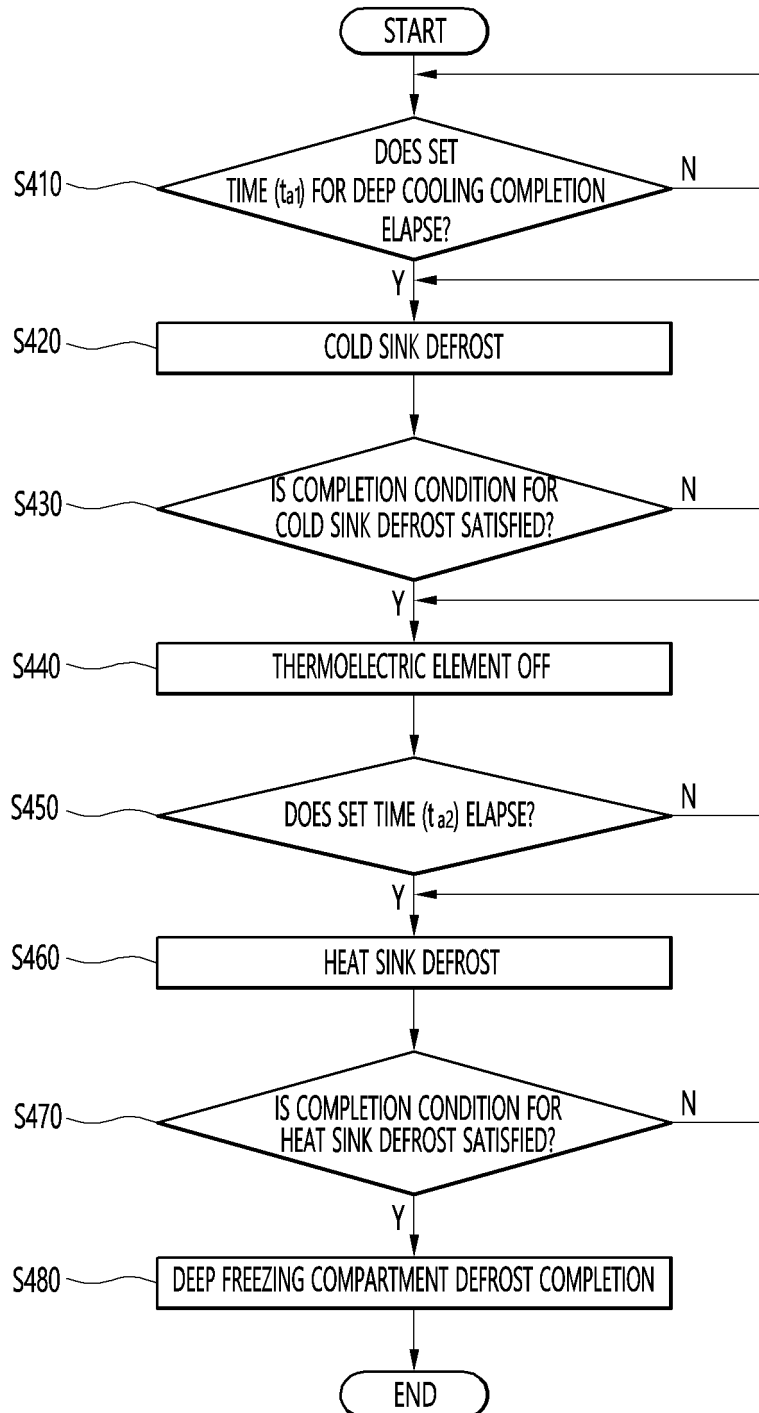 START
DOES SET
TIME (ta1) FOR DEEP COOLING COMPLETION
ELAPSE?
N
S410
Y
S420
COLD SINK DEFROST
IS COMPLETION CONDITION FOR
COLD SINK DEFROST SATISFIED?
N
S430
Y
S440
THERMOELECTRIC ELEMENT OFF
S450
DOES SET TIME (ta2) ELAPSE?
N
Y
S460
HEAT SINK DEFROST
S470
IS COMPLETION CONDITION FOR
HEAT SINK DEFROST SATISFIED?
N
Y
S480
DEEP FREEZING COMPARTMENT DEFROST COMPLETION
END